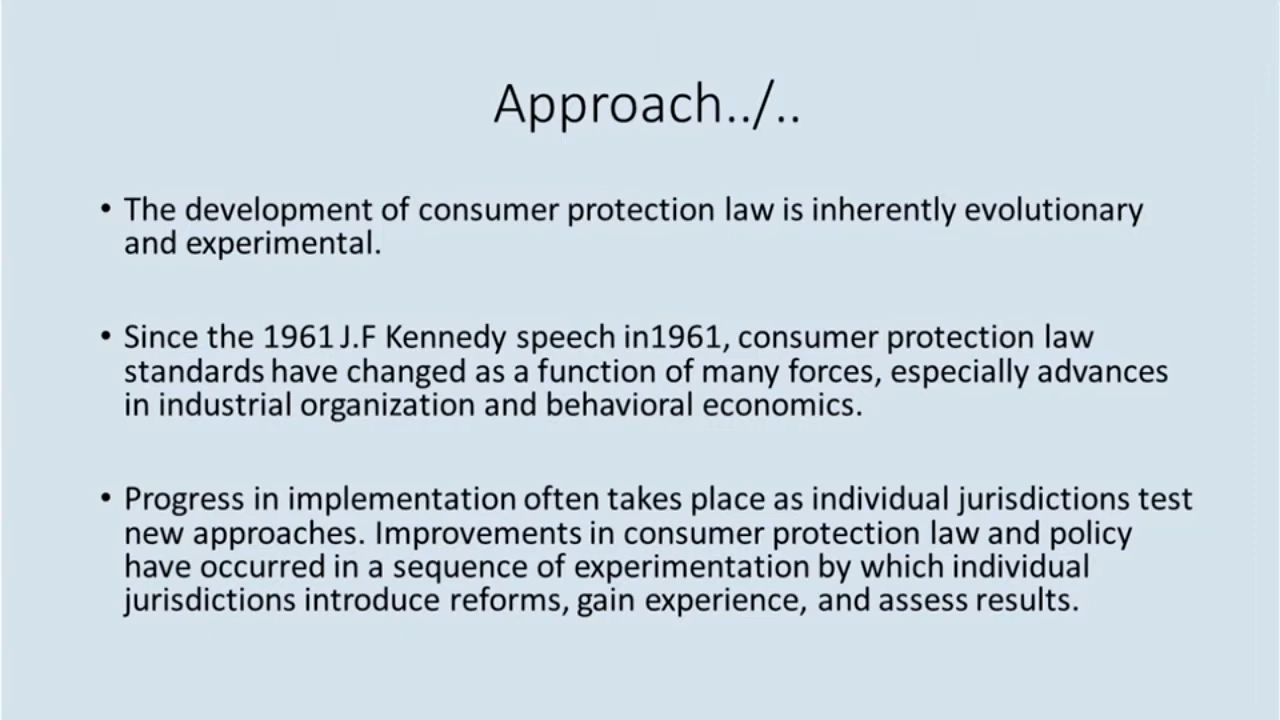 Approach../..
• The development of consumer protection law is inherently evolutionary
and experimental.
• Since the 1961 J.F Kennedy speech in1961, consumer protection law
standards have changed as a function of many forces, especially advances
in industrial organization and behavioral economics.
• Progress in implementation often takes place as individual jurisdictions test
new approaches. Improvements in consumer protection law and policy
have occurred in a sequence of experimentation by which individual
jurisdictions introduce reforms, gain experience, and assess results.